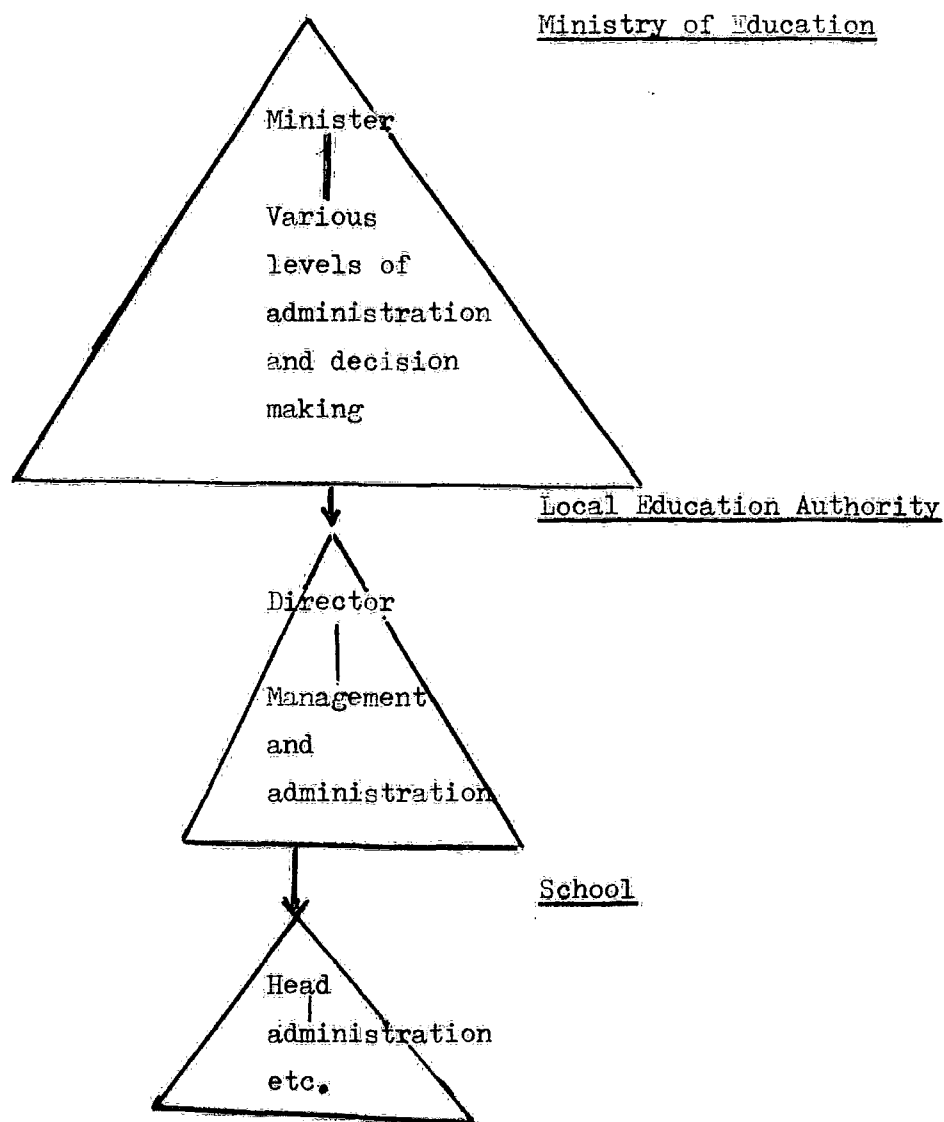 Ministry of Education
Minister
Various
levels of
administration
and decision
making
Local Education Authority
Director
Management
and
administration
School
Head
administration
etc.